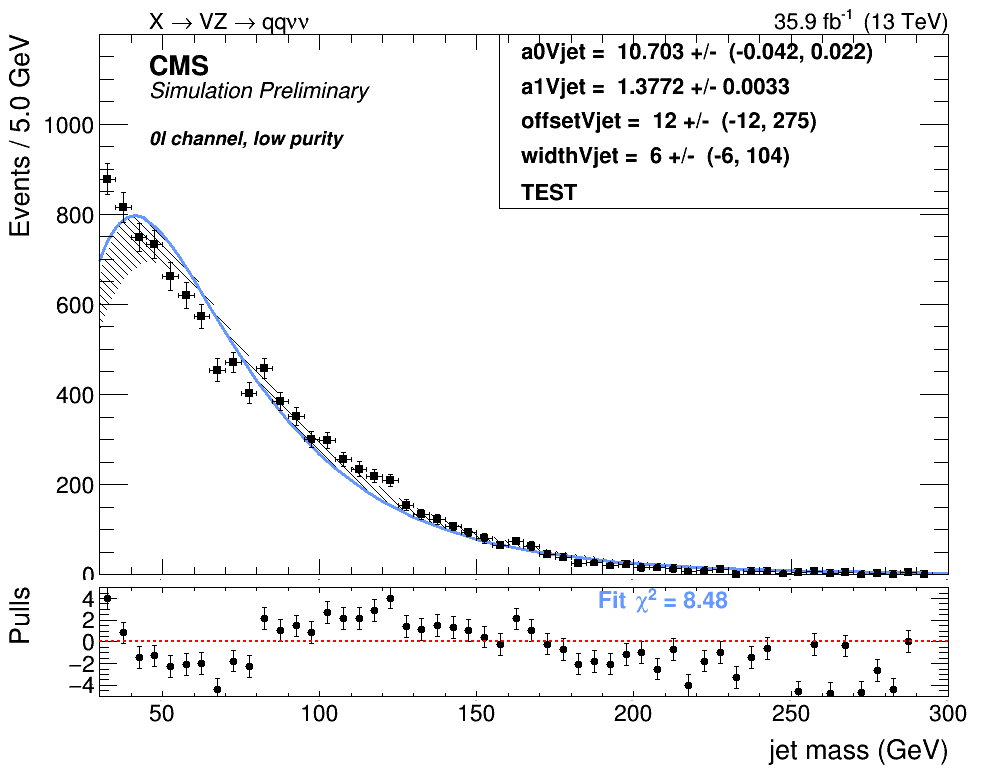 X → VZ → qqνν
35.9 fb⁻¹ (13 TeV)
CMS
Simulation Preliminary
0l channel, low purity
a0Vjet = 10.703 +/- (-0.042, 0.022)
a1Vjet = 1.3772 +/- 0.0033
offsetVjet = 12 +/- (-12, 275)
widthVjet = 6 +/- (-6, 104)
TEST
Events / 5.0 GeV
1000
800
600
400
200
0
Fit χ² = 8.48
Pulls
4
2
0
−2
−4
50 100 150 200 250 300
jet mass (GeV)